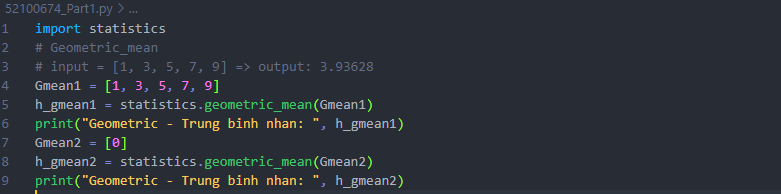 52100674_Part1.py > ...
1 import statistics
2 # Geometric_mean
3 # input = [1, 3, 5, 7, 9] => output: 3.93628
4 Gmean1 = [1, 3, 5, 7, 9]
5 h_gmean1 = statistics.geometric_mean(Gmean1)
6 print("Geometric - Trung binh nhan: ", h_gmean1)
7 Gmean2 = [0]
8 h_gmean2 = statistics.geometric_mean(Gmean2)
9 print("Geometric - Trung binh nhan: ", h_gmean2)